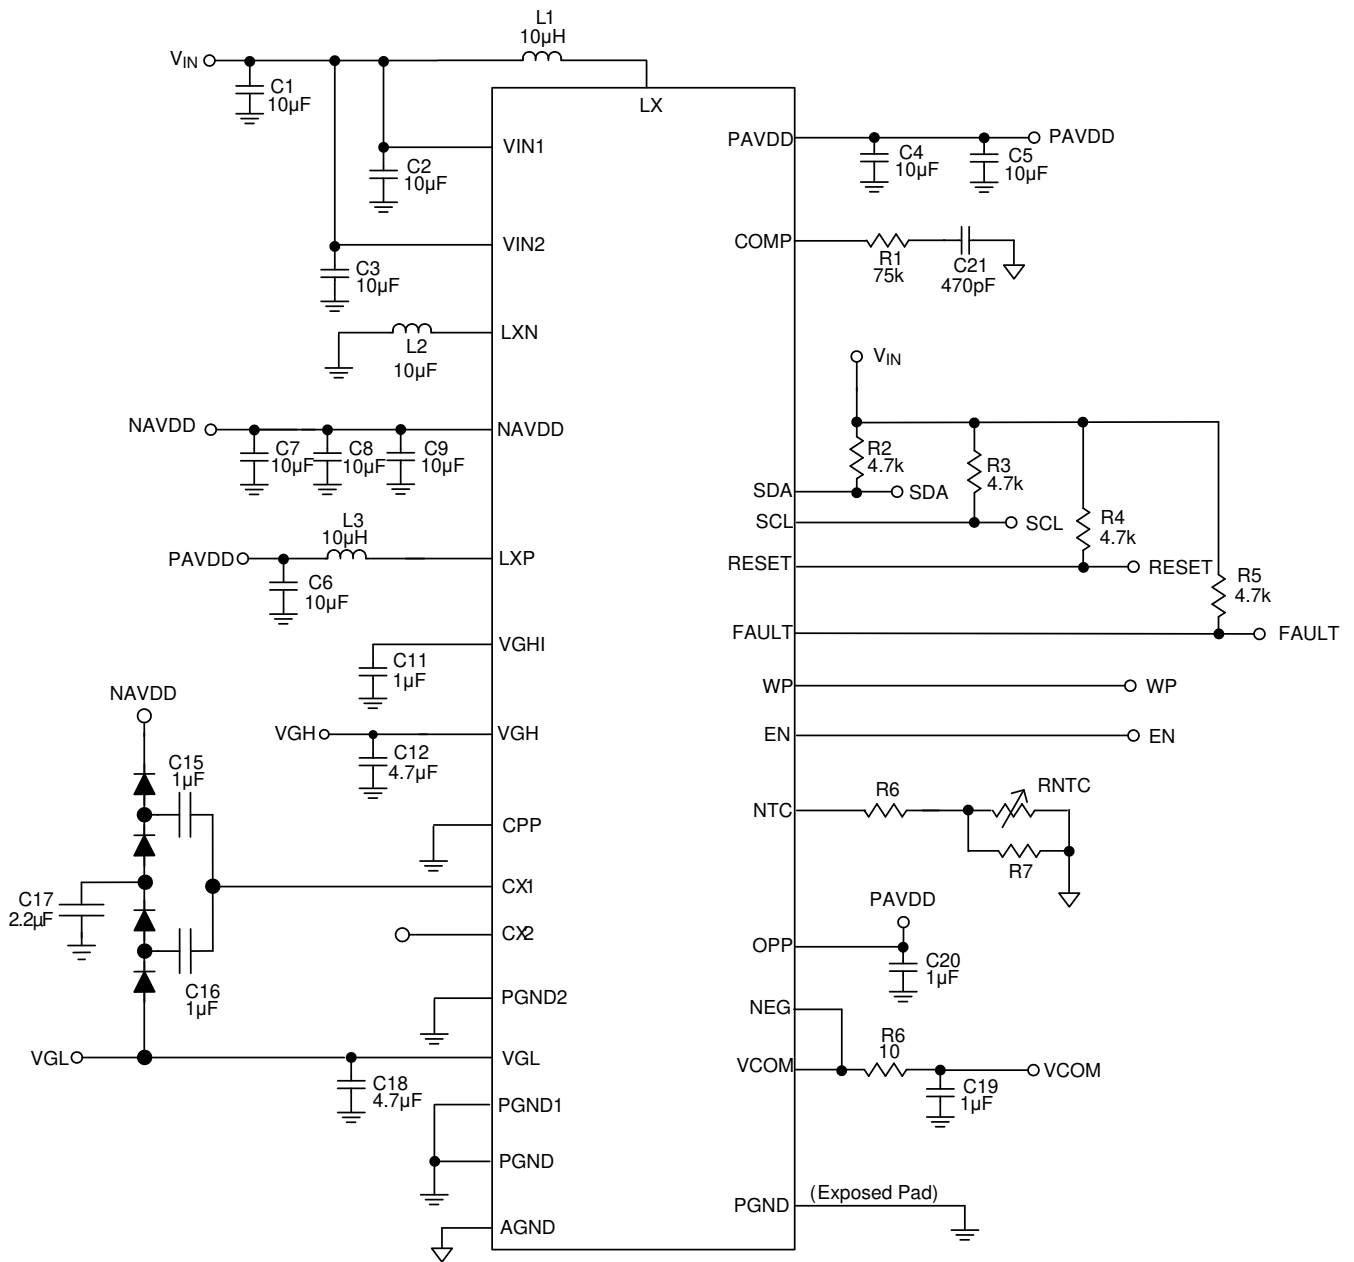 L1
10µH
VIN
C1
10µF
LX
VIN1
C2
10µF
VIN2
C3
10µF
LXN
L2
10µF
NAVDD
NAVDD
C7
10µF
C8
10µF
C9
10µF
L3
10µH
PAVDD
LXP
C6
10µF
VGHI
C11
1µF
VGH
VGH
C12
4.7µF
NAVDD
C15
1µF
CPP
CX1
C17
2.2µF
CX2
C16
1µF
PGND2
VGL
VGL
C18
4.7µF
PGND1
PGND
AGND
PAVDD
PAVDD
C4
10µF
C5
10µF
COMP
R1
75k
C21
470pF
VIN
R2
4.7k
R3
4.7k
SDA
SDA
SCL
SCL
R4
4.7k
RESET
RESET
R5
4.7k
FAULT
FAULT
WP
WP
EN
EN
NTC
R6
RNTC
R7
PAVDD
OPP
C20
1µF
NEG
R6
10
VCOM
VCOM
C19
1µF
PGND
(Exposed Pad)